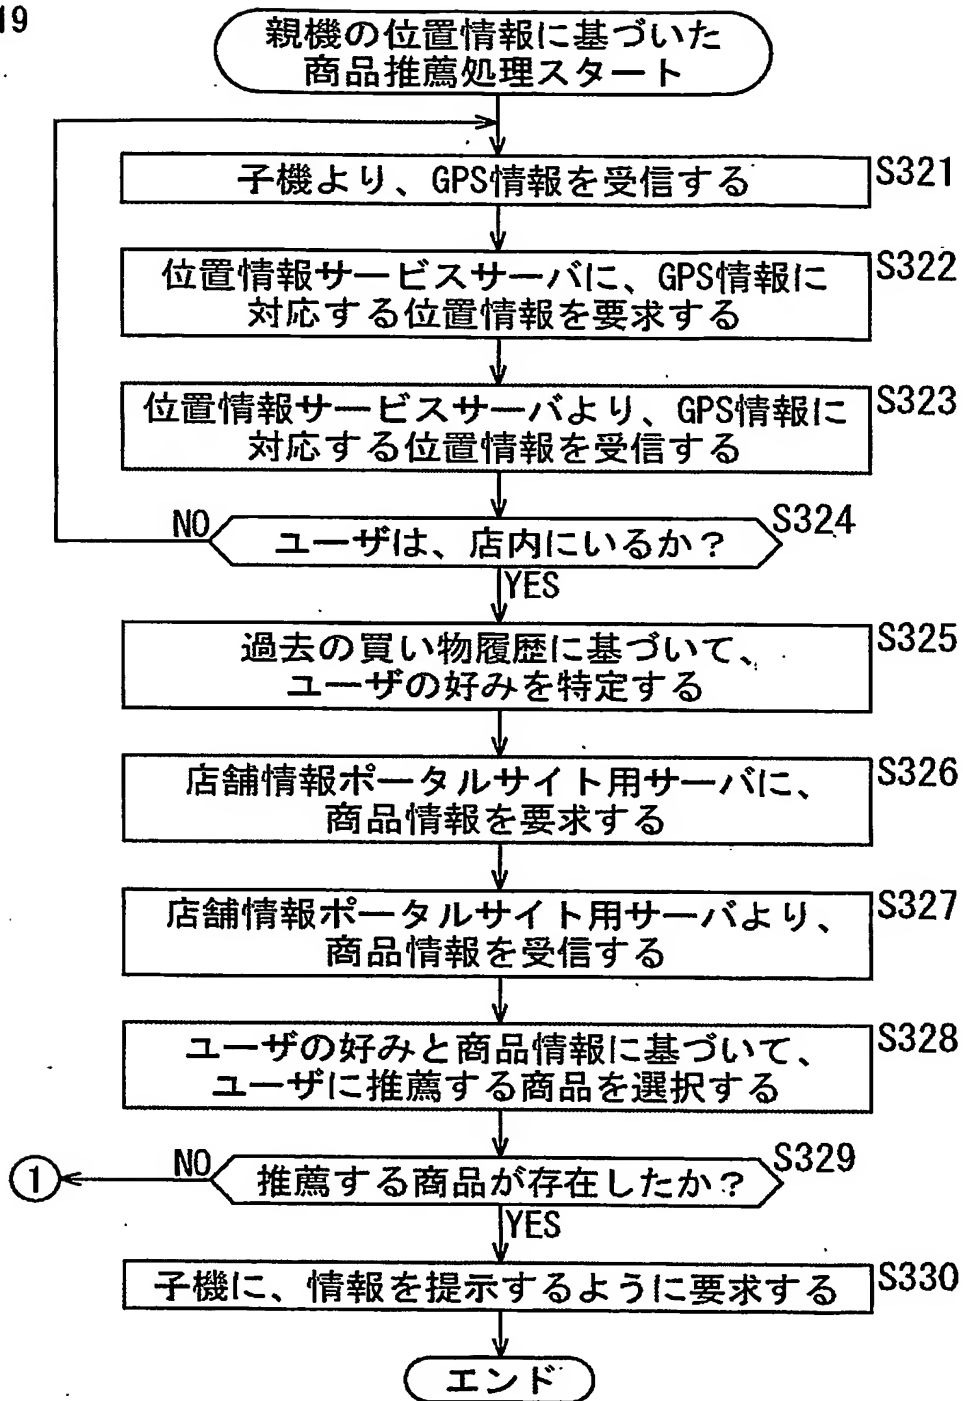 19
親機の位置情報に基づいた
商品推薦処理スタート
子機より、GPS情報を受信する
S321
位置情報サービスサーバに、GPS情報に
対応する位置情報を要求する
S322
位置情報サービスサーバより、GPS情報に
対応する位置情報を受信する
S323
NO
ユーザは、店内にいるか?
S324
YES
過去の買い物履歴に基づいて、
ユーザの好みを特定する
S325
店舗情報ポータルサイト用サーバに、
商品情報を要求する
S326
店舗情報ポータルサイト用サーバより、
商品情報を受信する
S327
ユーザの好みと商品情報に基づいて、
ユーザに推薦する商品を選択する
S328
1
NO
推薦する商品が存在したか?
S329
YES
子機に、情報を提示するように要求する
S330
エンド